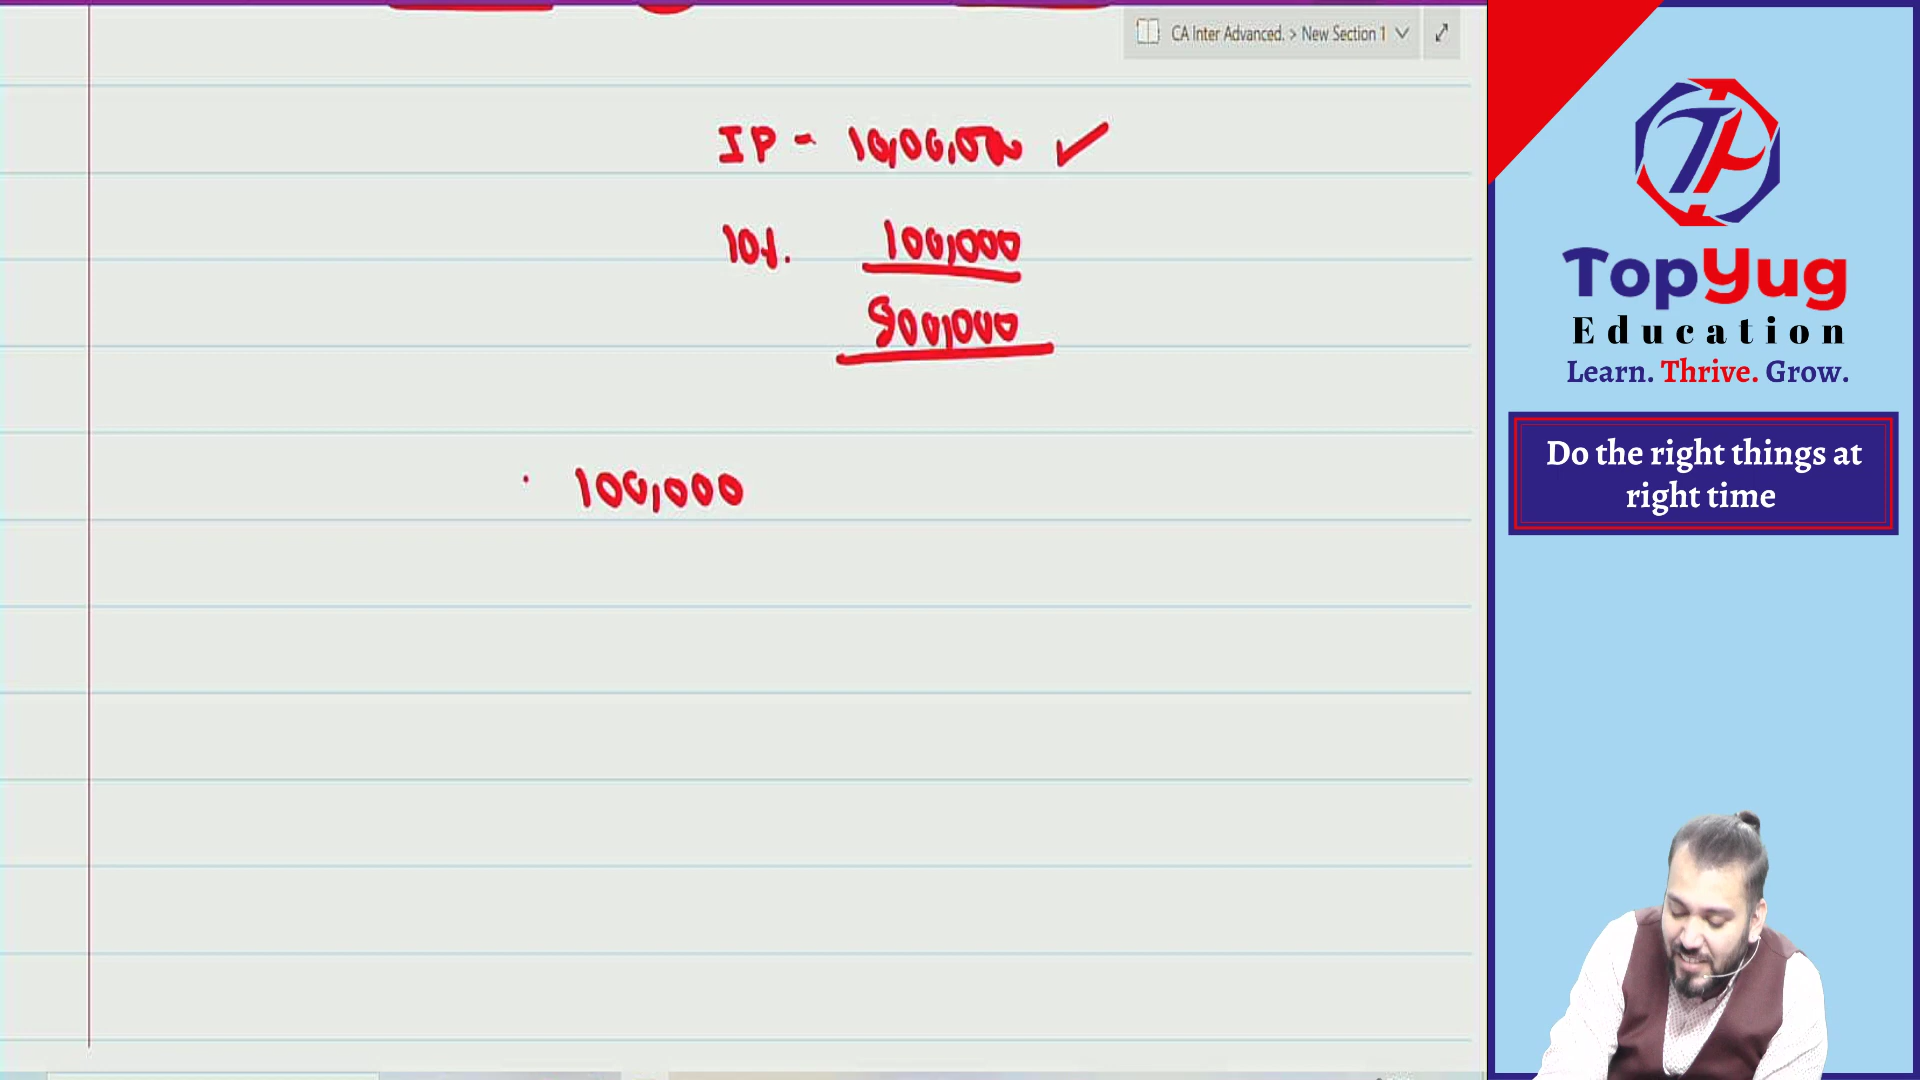 CA Inter Advanced. > New Section 1
IP - 10,00,000 ✓
10%. 100,000
900,000
100,000
TopYug
Education
Learn. Thrive. Grow.
Do the right things at
right time